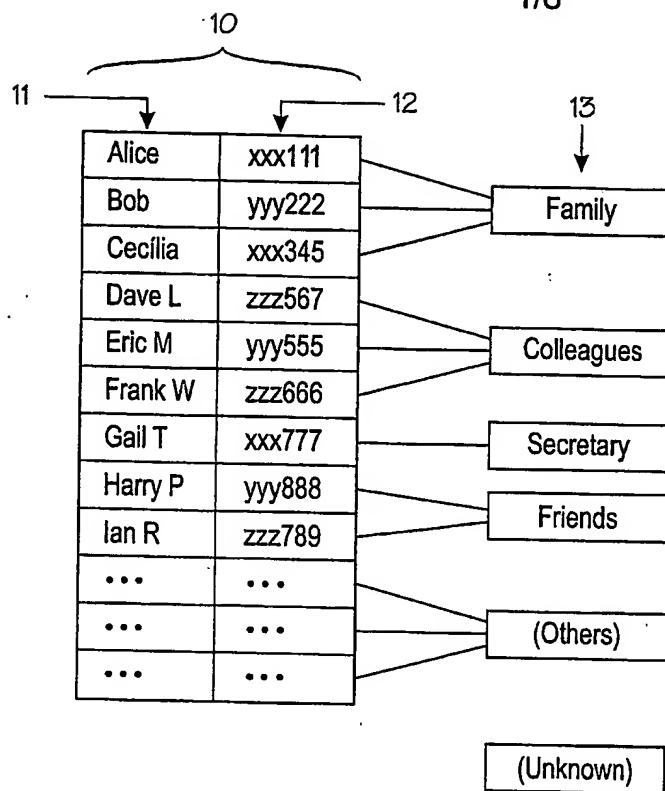 10
11
12
13
Alice xxx111
Bob yyy222
Family
Cecília xxx345
Dave L zzz567
Eric M yyy555
Colleagues
Frank W zzz666
Gail T xxx777
Secretary
Harry P yyy888
Friends
Ian R zzz789
••• •••
••• •••
(Others)
••• •••
(Unknown)